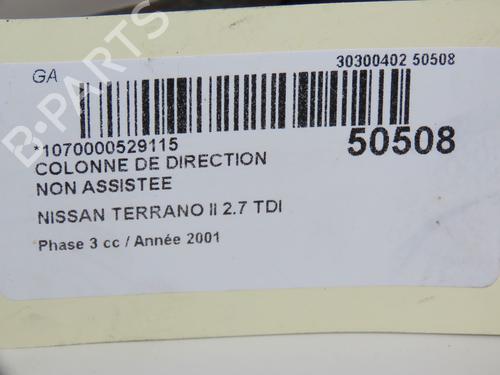 GA
30300402 50508
*1070000529115
50508
COLONNE DE DIRECTION
NON ASSISTEE
NISSAN TERRANO II 2.7 TDI
Phase 3 cc / Année 2001
B-PARTS